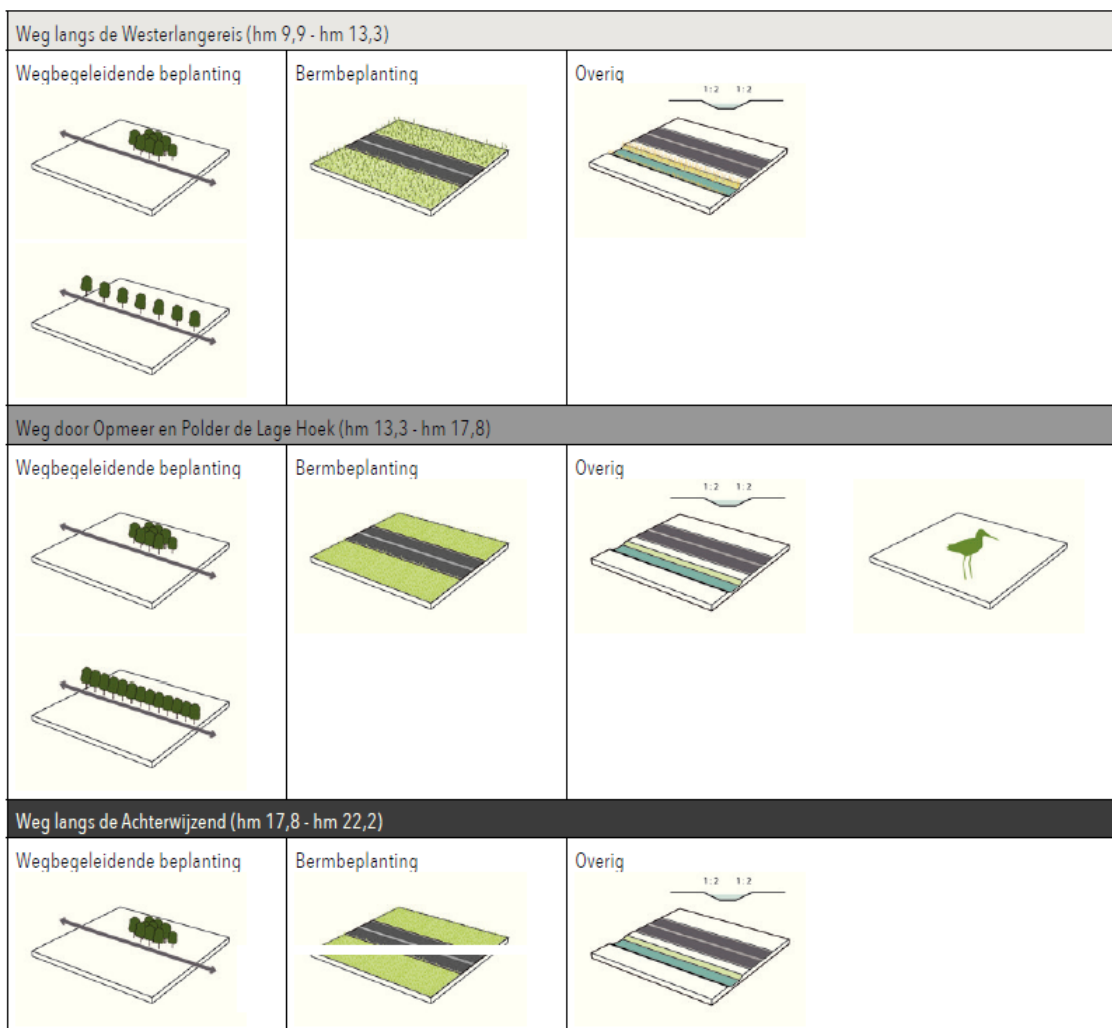 Weg langs de Westerlangereis (hm 9,9 - hm 13,3)
Wegbegeleidende beplanting
Bermbeplanting
Overig
1:2 1:2
Weg door Opmeer en Polder de Lage Hoek (hm 13,3 - hm 17,8)
Wegbegeleidende beplanting
Bermbeplanting
Overig
1:2 1:2
Weg langs de Achterwijzend (hm 17,8 - hm 22,2)
Wegbegeleidende beplanting
Bermbeplanting
Overig
1:2 1:2